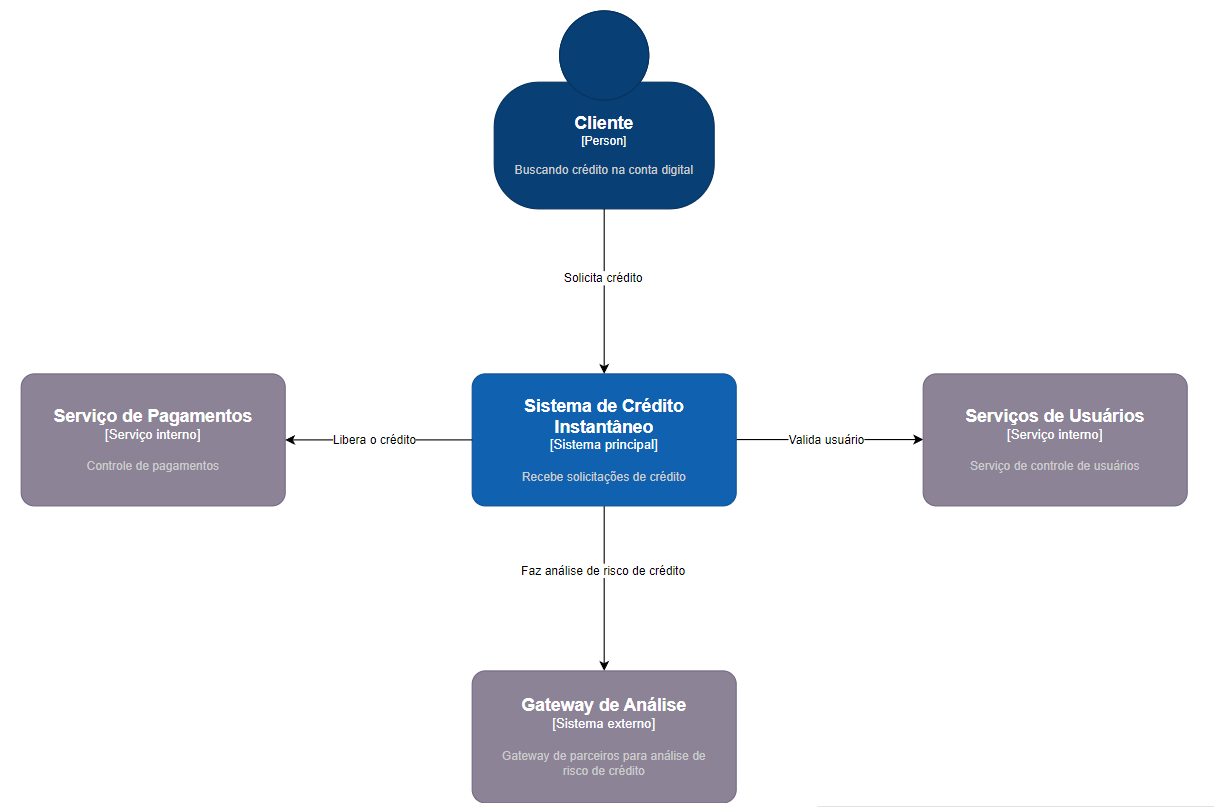 Cliente
[Person]
Buscando crédito na conta digital
Solicita crédito
Serviço de Pagamentos
[Serviço interno]
Controle de pagamentos
Libera o crédito
Sistema de Crédito
Instantâneo
[Sistema principal]
Recebe solicitações de crédito
Valida usuário
Serviços de Usuários
[Serviço interno]
Serviço de controle de usuários
Faz análise de risco de crédito
Gateway de Análise
[Sistema externo]
Gateway de parceiros para análise de
risco de crédito